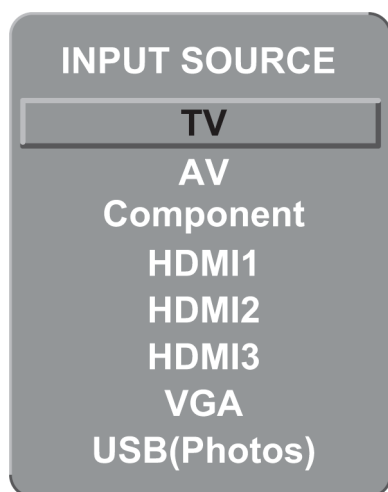 INPUT SOURCE
TV
AV
Component
HDMI1
HDMI2
HDMI3
VGA
USB(Photos)